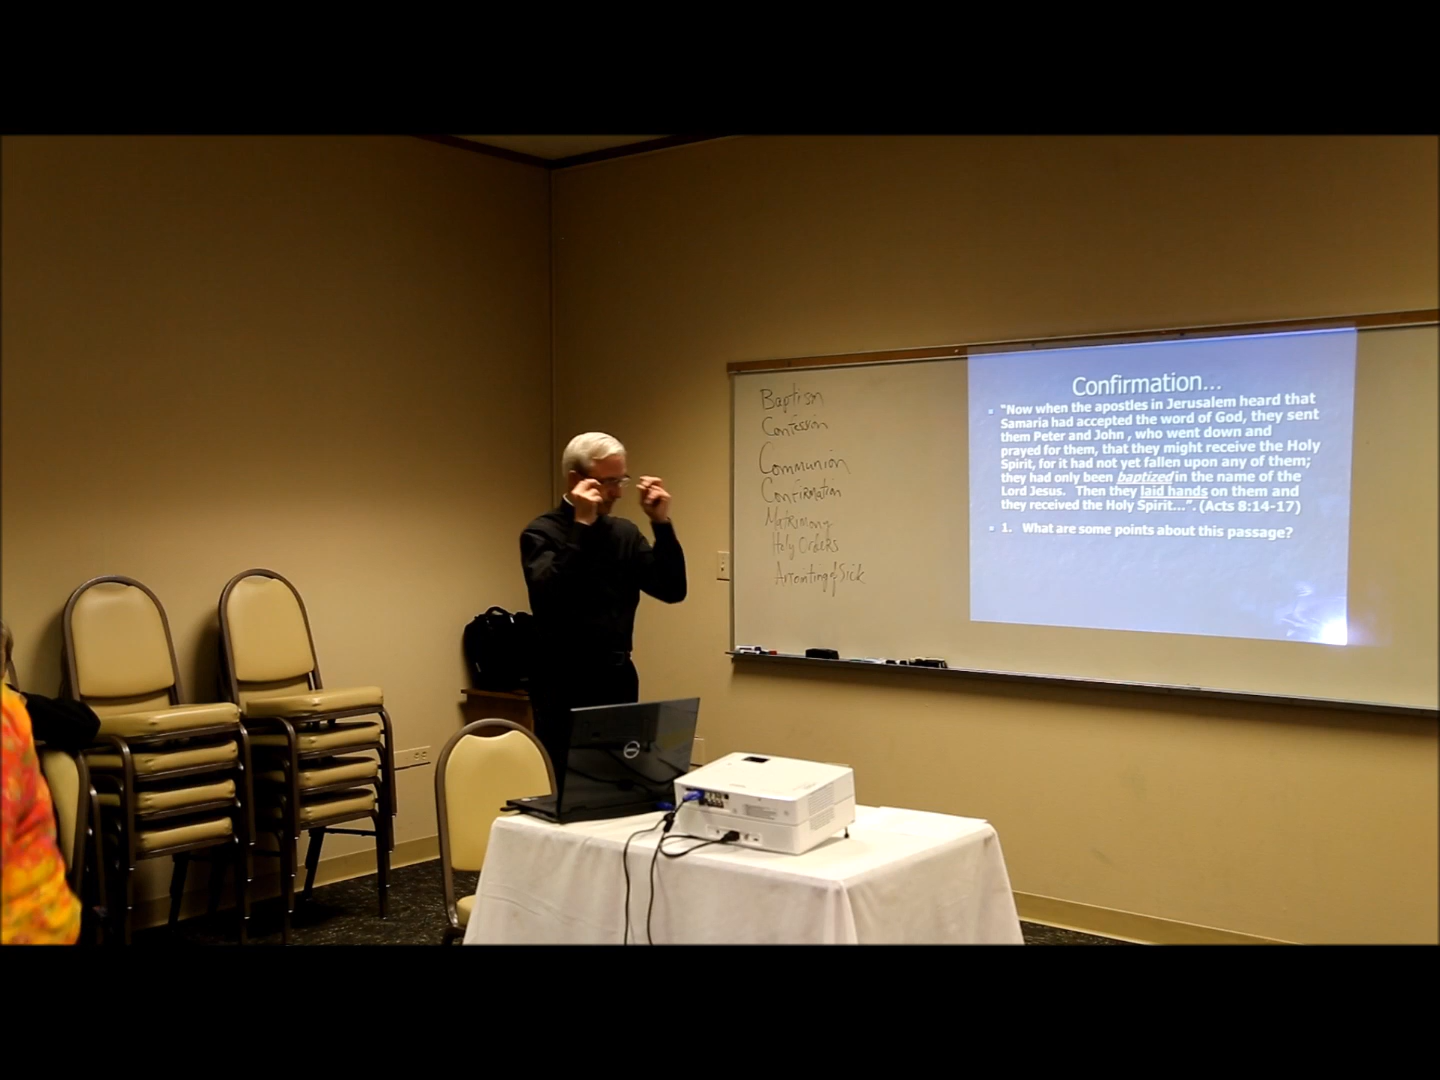 Baptism
Confession
Communion
Confirmation
Matrimony
Holy Orders
Annointing of Sick
Confirmation...
"Now when the apostles in Jerusalem heard that
Samaria had accepted the word of God, they sent
them Peter and John , who went down and
prayed for them, that they might receive the Holy
Spirit, for it had not yet fallen upon any of them;
they had only been baptized in the name of the
Lord Jesus. Then they laid hands on them and
they received the Holy Spirit...". (Acts 8:14-17)
1. What are some points about this passage?
DELL